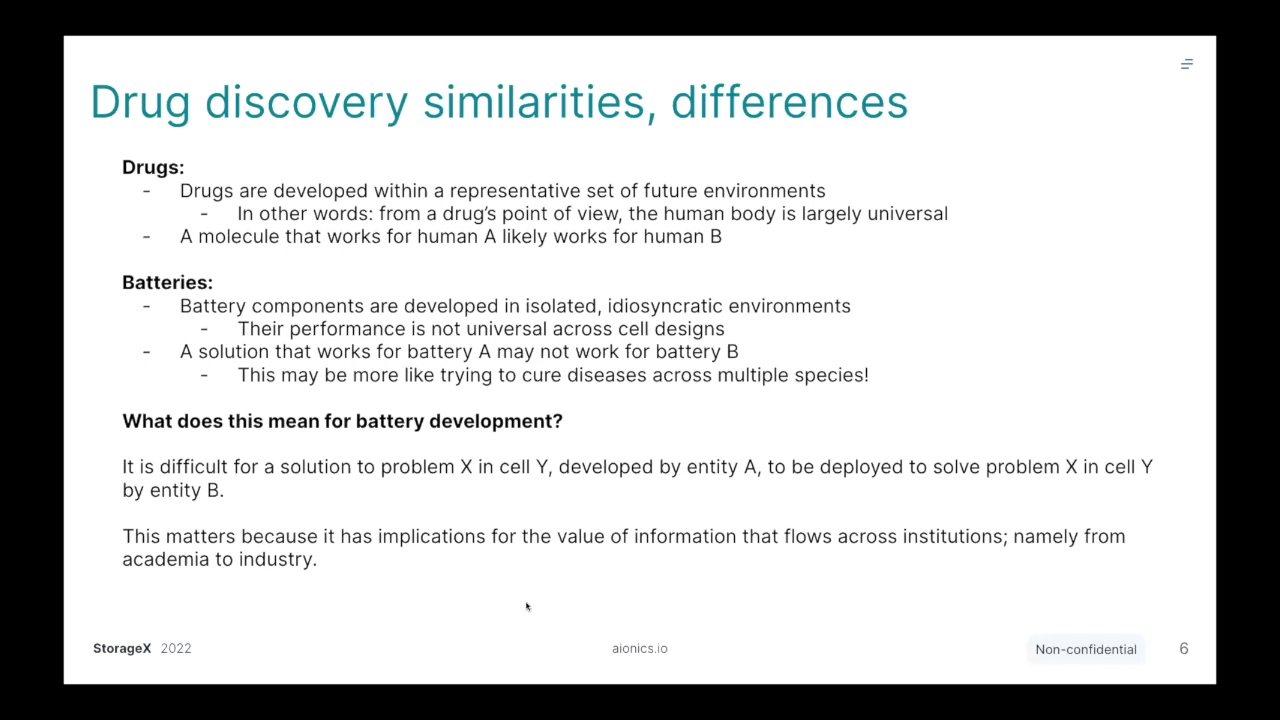 Drug discovery similarities, differences
Drugs:
- Drugs are developed within a representative set of future environments
- In other words: from a drug's point of view, the human body is largely universal
- A molecule that works for human A likely works for human B
Batteries:
- Battery components are developed in isolated, idiosyncratic environments
- Their performance is not universal across cell designs
- A solution that works for battery A may not work for battery B
- This may be more like trying to cure diseases across multiple species!
What does this mean for battery development?
It is difficult for a solution to problem X in cell Y, developed by entity A, to be deployed to solve problem X in cell Y
by entity B.
This matters because it has implications for the value of information that flows across institutions; namely from
academia to industry.
StorageX 2022
aionics.io
Non-confidential
6